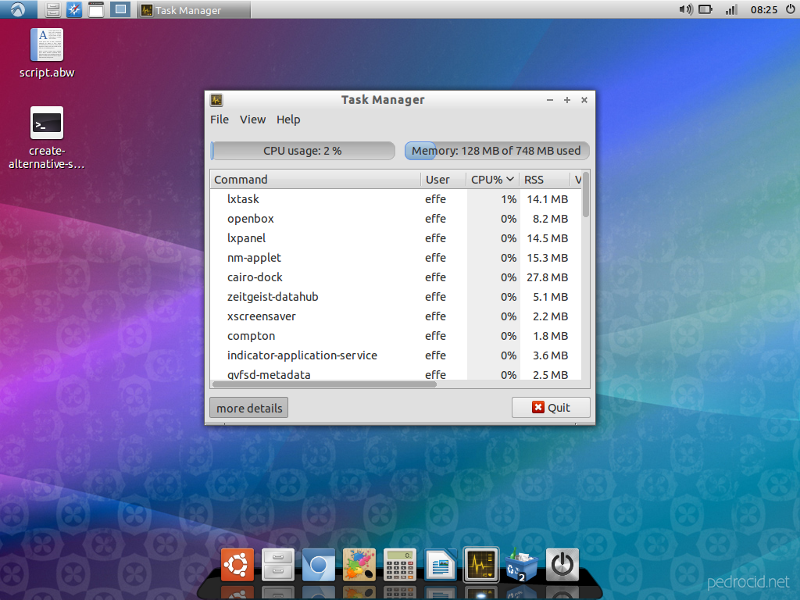 Task Manager
08:25
script.abw
create-
alternative-s...
Task Manager
File View Help
CPU usage: 2 %
Memory: 128 MB of 748 MB used
Command User CPU% RSS V
lxtask effe 1% 14.1 MB
openbox effe 0% 8.2 MB
lxpanel effe 0% 14.5 MB
nm-applet effe 0% 15.3 MB
cairo-dock effe 0% 27.8 MB
zeitgeist-datahub effe 0% 5.1 MB
xscreensaver effe 0% 2.2 MB
compton effe 0% 1.8 MB
indicator-application-service effe 0% 3.6 MB
gvfsd-metadata effe 0% 2.5 MB
more details
Quit
2
pedrocid.net